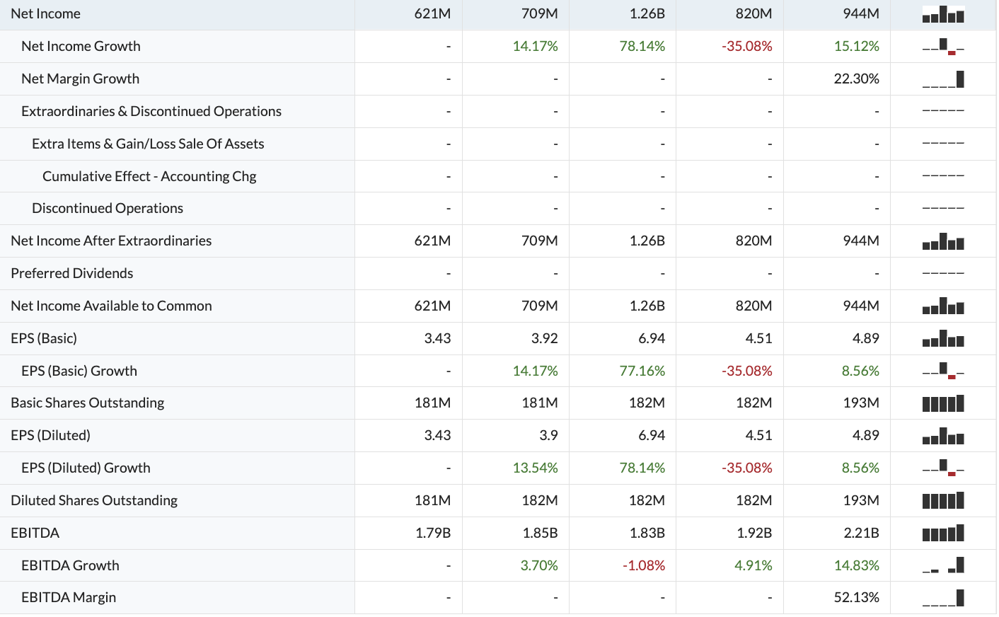 Net Income 621M 709M 1.26B 820M 944M
Net Income Growth - 14.17% 78.14% -35.08% 15.12%
Net Margin Growth - - - - 22.30%
Extraordinaries & Discontinued Operations - - - - -
Extra Items & Gain/Loss Sale Of Assets - - - - -
Cumulative Effect - Accounting Chg - - - - -
Discontinued Operations - - - - -
Net Income After Extraordinaries 621M 709M 1.26B 820M 944M
Preferred Dividends - - - - -
Net Income Available to Common 621M 709M 1.26B 820M 944M
EPS (Basic) 3.43 3.92 6.94 4.51 4.89
EPS (Basic) Growth - 14.17% 77.16% -35.08% 8.56%
Basic Shares Outstanding 181M 181M 182M 182M 193M
EPS (Diluted) 3.43 3.9 6.94 4.51 4.89
EPS (Diluted) Growth - 13.54% 78.14% -35.08% 8.56%
Diluted Shares Outstanding 181M 182M 182M 182M 193M
EBITDA 1.79B 1.85B 1.83B 1.92B 2.21B
EBITDA Growth - 3.70% -1.08% 4.91% 14.83%
EBITDA Margin - - - - 52.13%